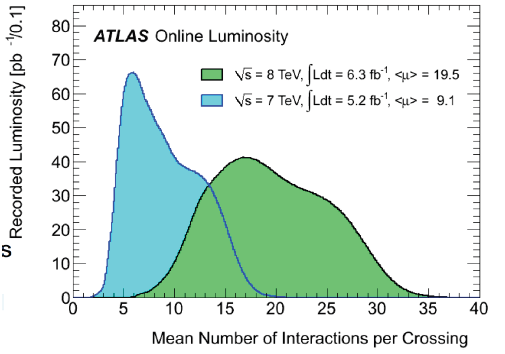 ATLAS Online Luminosity
√s = 8 TeV, ∫Ldt = 6.3 fb⁻¹, <μ> = 19.5
√s = 7 TeV, ∫Ldt = 5.2 fb⁻¹, <μ> = 9.1
Recorded Luminosity [pb⁻¹/0.1]
80
70
60
50
40
30
20
10
0
s
0 5 10 15 20 25 30 35 40
Mean Number of Interactions per Crossing